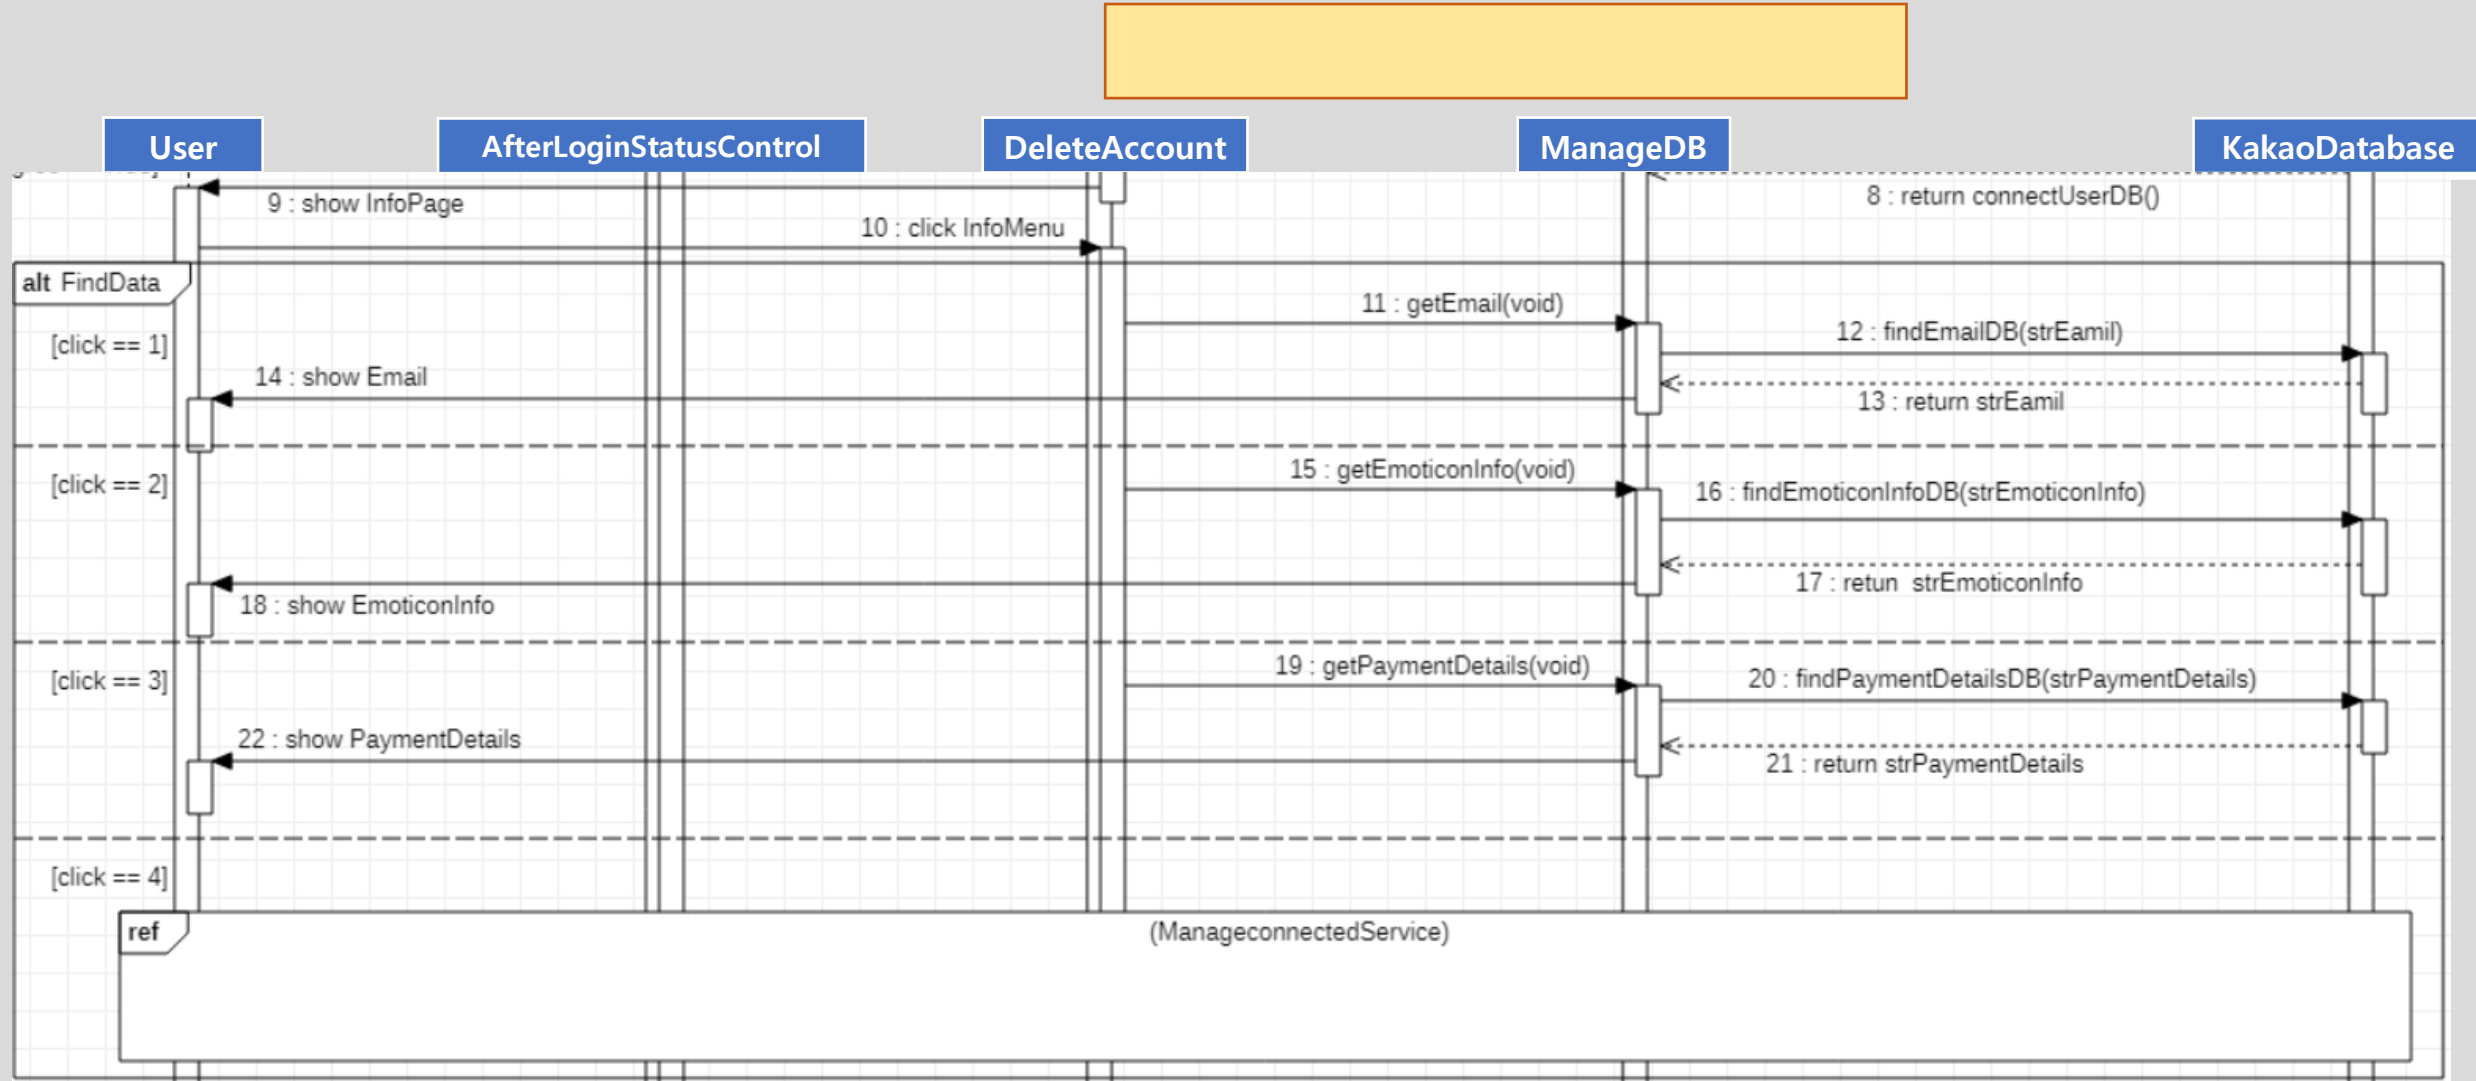 User
AfterLoginStatusControl
DeleteAccount
ManageDB
KakaoDatabase
8 : return connectUserDB()
9 : show InfoPage
10 : click InfoMenu
alt FindData
[click == 1]
11 : getEmail(void)
12 : findEmailDB(strEamil)
13 : return strEamil
14 : show Email
[click == 2]
15 : getEmoticonInfo(void)
16 : findEmoticonInfoDB(strEmoticonInfo)
17 : retun strEmoticonInfo
18 : show EmoticonInfo
[click == 3]
19 : getPaymentDetails(void)
20 : findPaymentDetailsDB(strPaymentDetails)
21 : return strPaymentDetails
22 : show PaymentDetails
[click == 4]
ref
(ManageconnectedService)